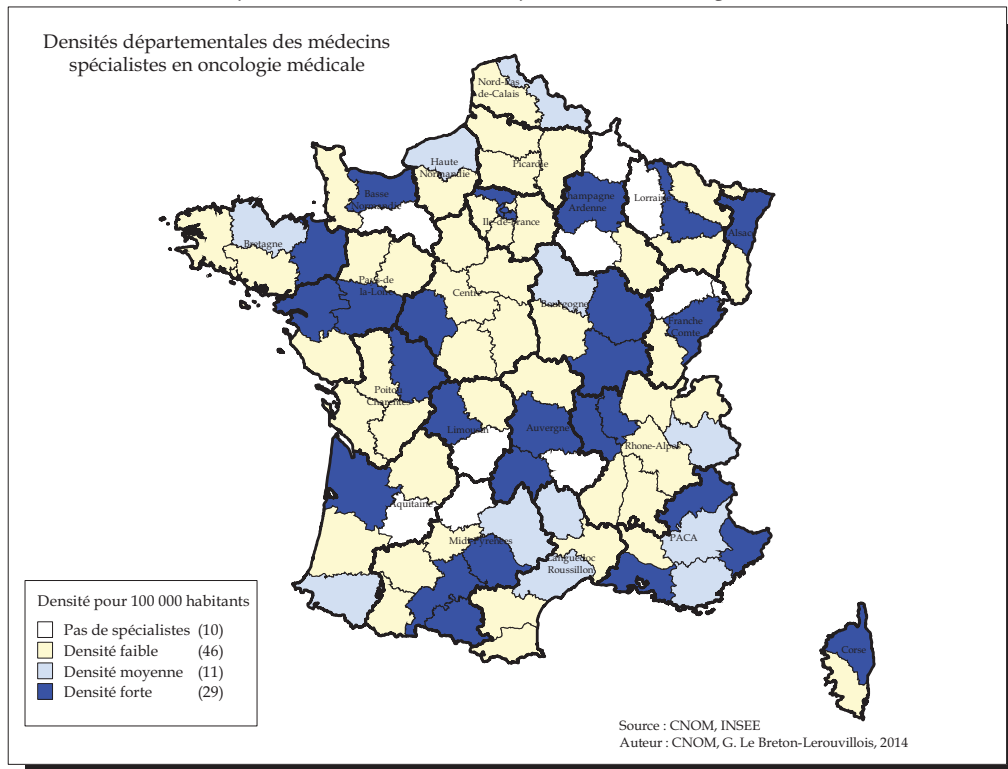 Densités départementales des médecins
spécialistes en oncologie médicale
Nord-Pas
de-Calais
Picardie
Haute
Normandie
Basse
Normandie
Champagne
Ardenne
Lorraine
Alsace
Ile-de-France
Bretagne
Pays-de
la-Loire
Centre
Bourgogne
Franche
Comte
Poitou
Charentes
Limousin
Auvergne
Rhone-Alpes
Aquitaine
Midi-Pyrenees
Languedoc
Roussillon
PACA
Corse
Densité pour 100 000 habitants
Pas de spécialistes (10)
Densité faible (46)
Densité moyenne (11)
Densité forte (29)
Source : CNOM, INSEE
Auteur : CNOM, G. Le Breton-Lerouvillois, 2014